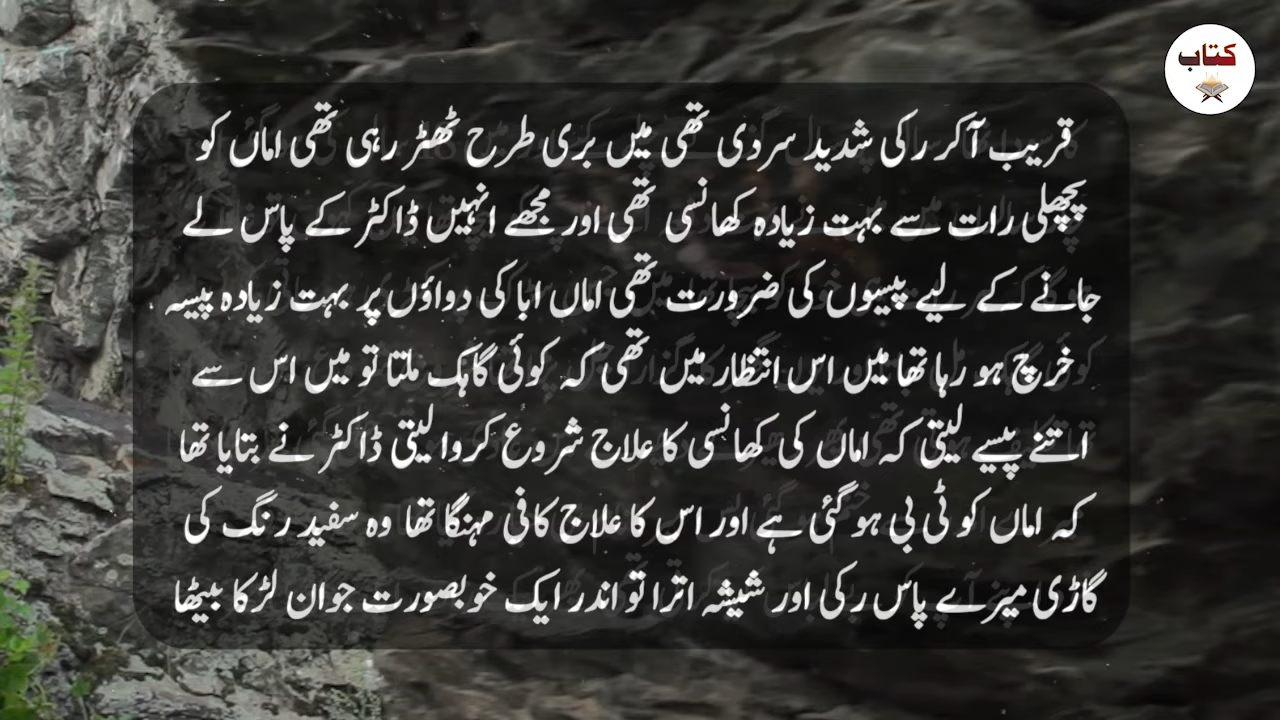 کتاب
قریب آکر رکی شدید سردی تھی میں بری طرح ٹھٹر رہی تھی اماں کو
پچھلی رات سے بہت زیادہ کھانسی تھی اور مجھے انہیں ڈاکٹر کے پاس لے
جانے کے لیے پیسوں کی ضرورت تھی اماں ابا کی دواؤں پر بہت زیادہ پیسہ
خرچ ہو رہا تھا میں اس انتظار میں تھی کہ کوئی گاہک ملتا تو میں اس سے
اتنے پیسے لیتی کہ اماں کی کھانسی کا علاج شروع کروا لیتی ڈاکٹر نے بتایا تھا
کہ اماں کو ٹی بی ہو گئی ہے اور اس کا علاج کافی مہنگا تھا وہ سفید رنگ کی
گاڑی میرے پاس رکی اور شیشہ اترا تو اندر ایک خوبصورت جوان لڑکا بیٹھا